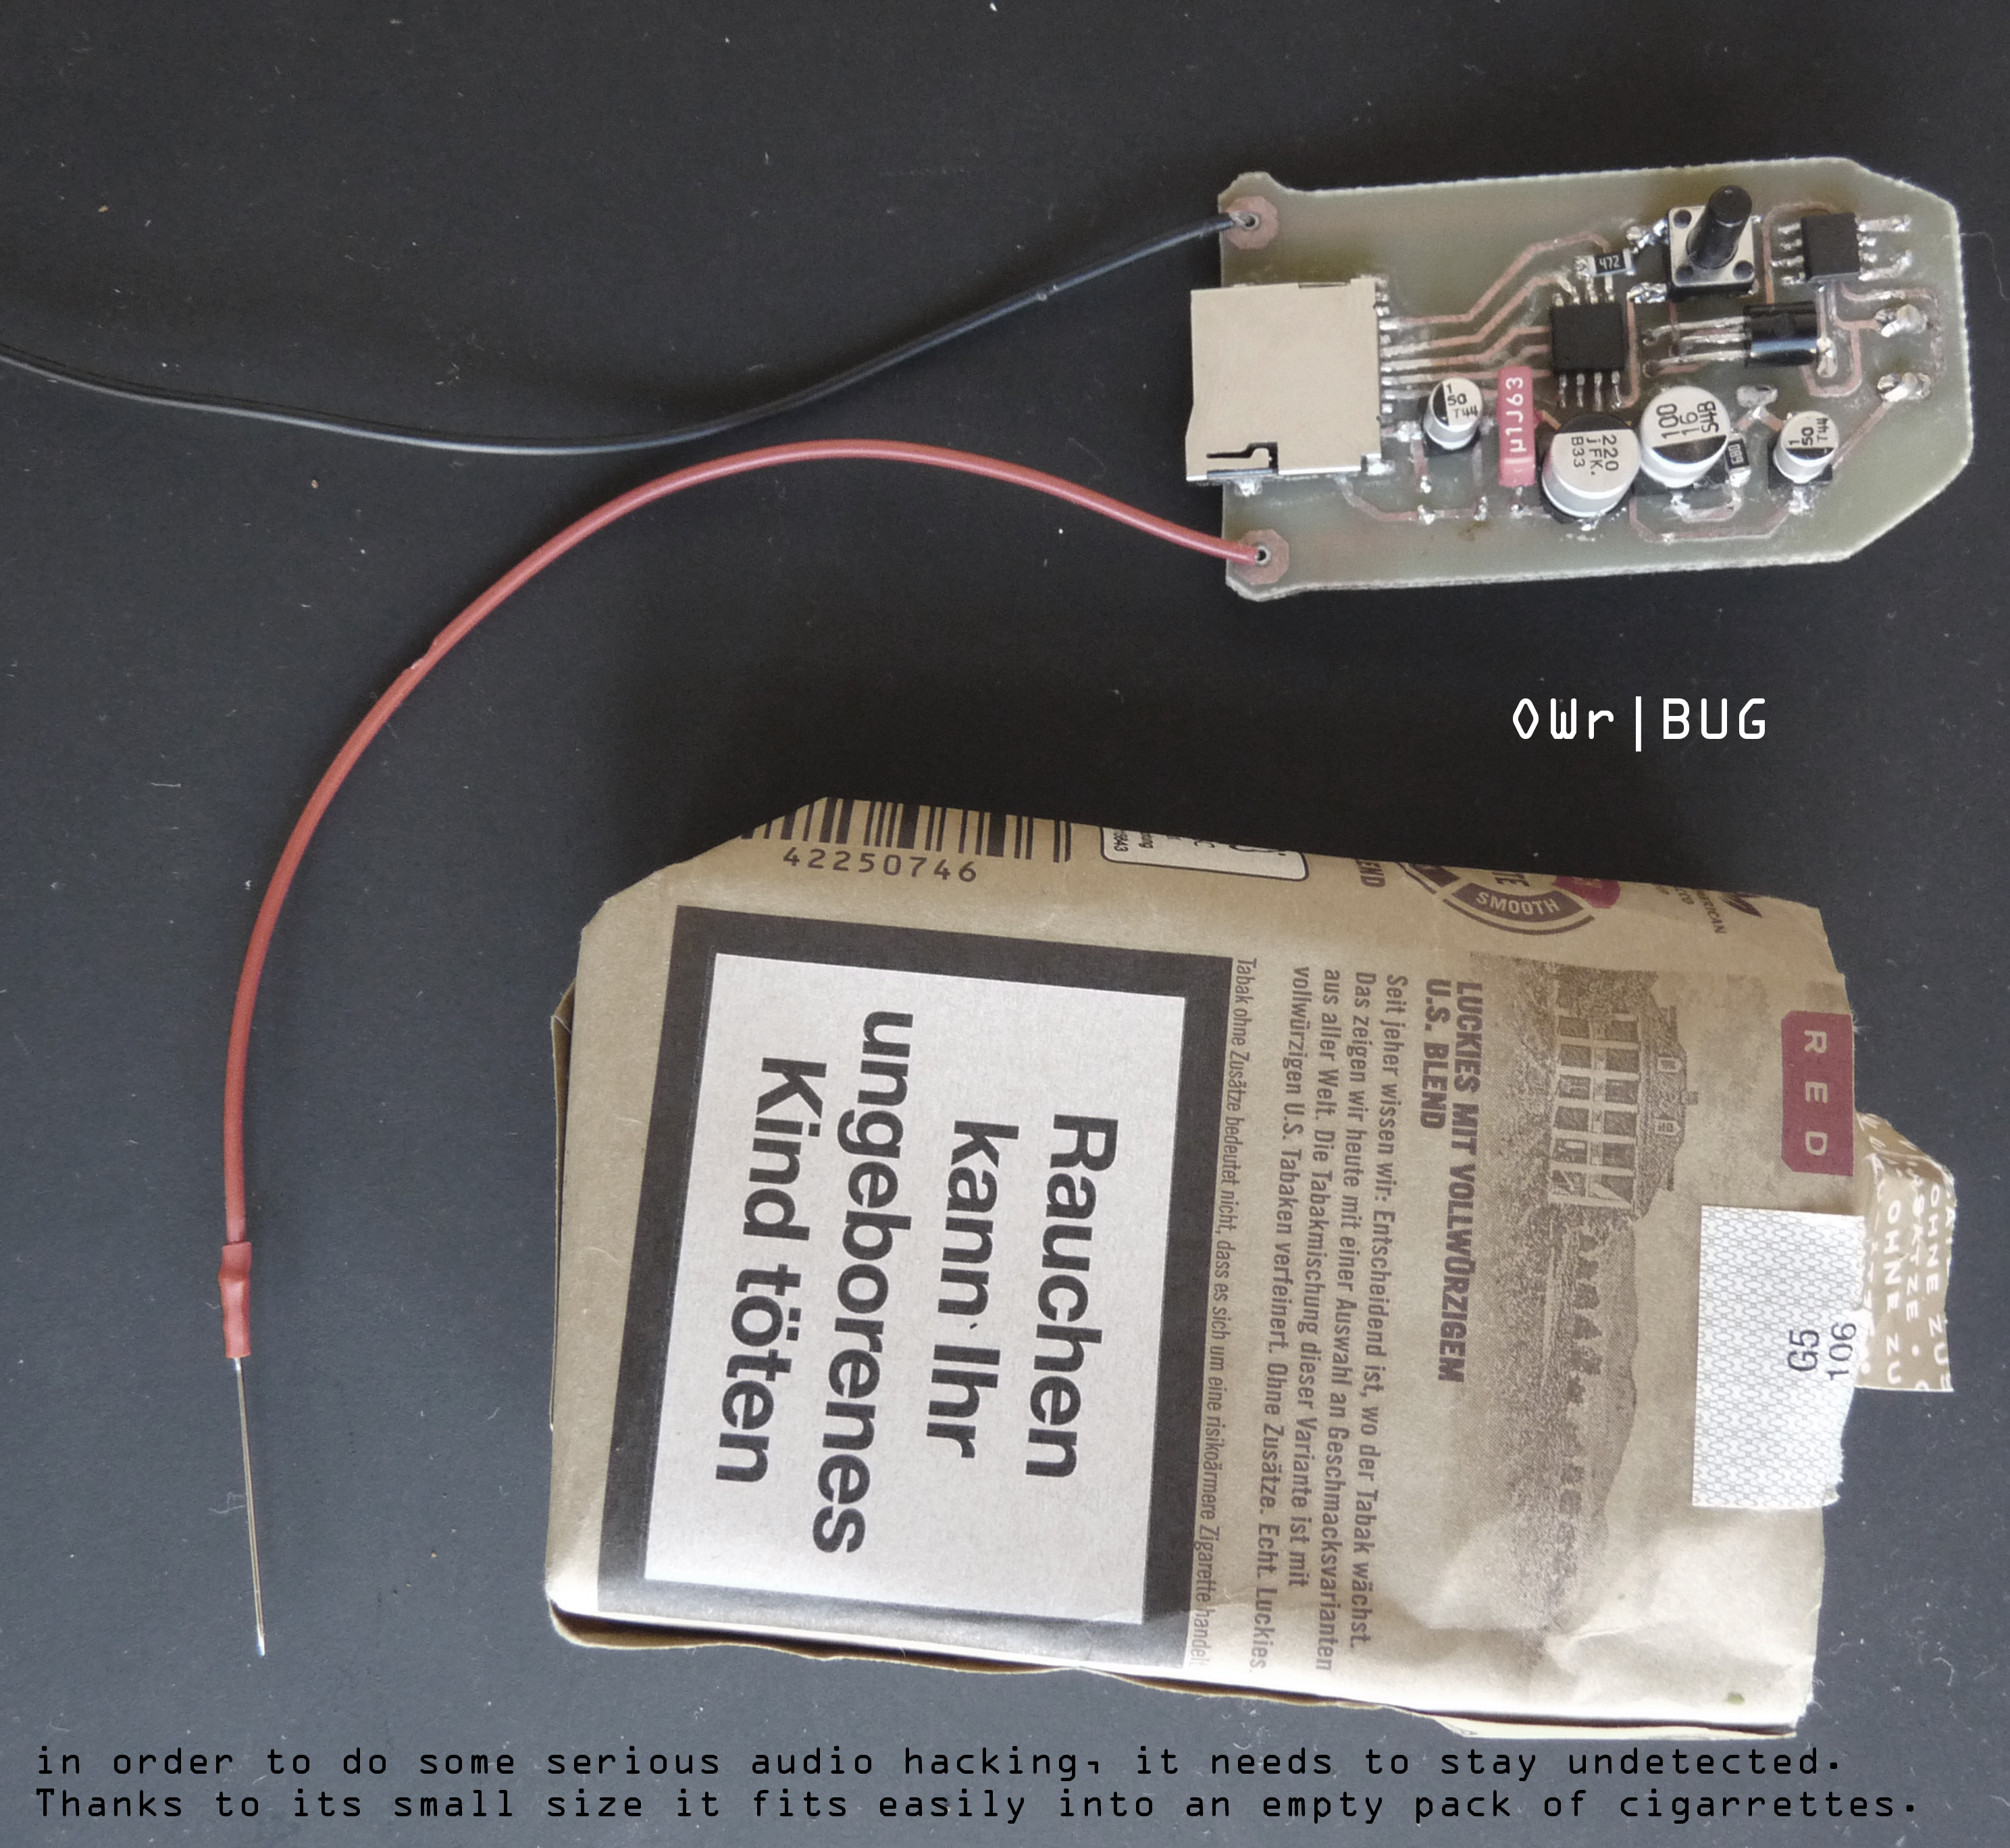 472
1
50
T44
1μJ63
220
jFK.
B33
100
16
S48
1
50
T44
◊Wr|BUG
42250746
SMOOTH
RED
LUCKIES MIT VOLLWÜRZIGEM
U.S. BLEND
Seit jeher wissen wir: Entscheidend ist, wo der Tabak wächst.
Das zeigen wir heute mit einer Auswahl an Geschmacksvarianten
aus aller Welt. Die Tabakmischung dieser Variante ist mit
vollwürzigen U.S. Tabaken verfeinert. Ohne Zusätze. Echt. Luckies.
Tabak ohne Zusätze bedeutet nicht, dass es sich um eine risikoärmere Zigarette handelt.
Rauchen
kann Ihr
ungeborenes
Kind töten
in order to do some serious audio hacking, it needs to stay undetected.
Thanks to its small size it fits easily into an empty pack of cigarrettes.